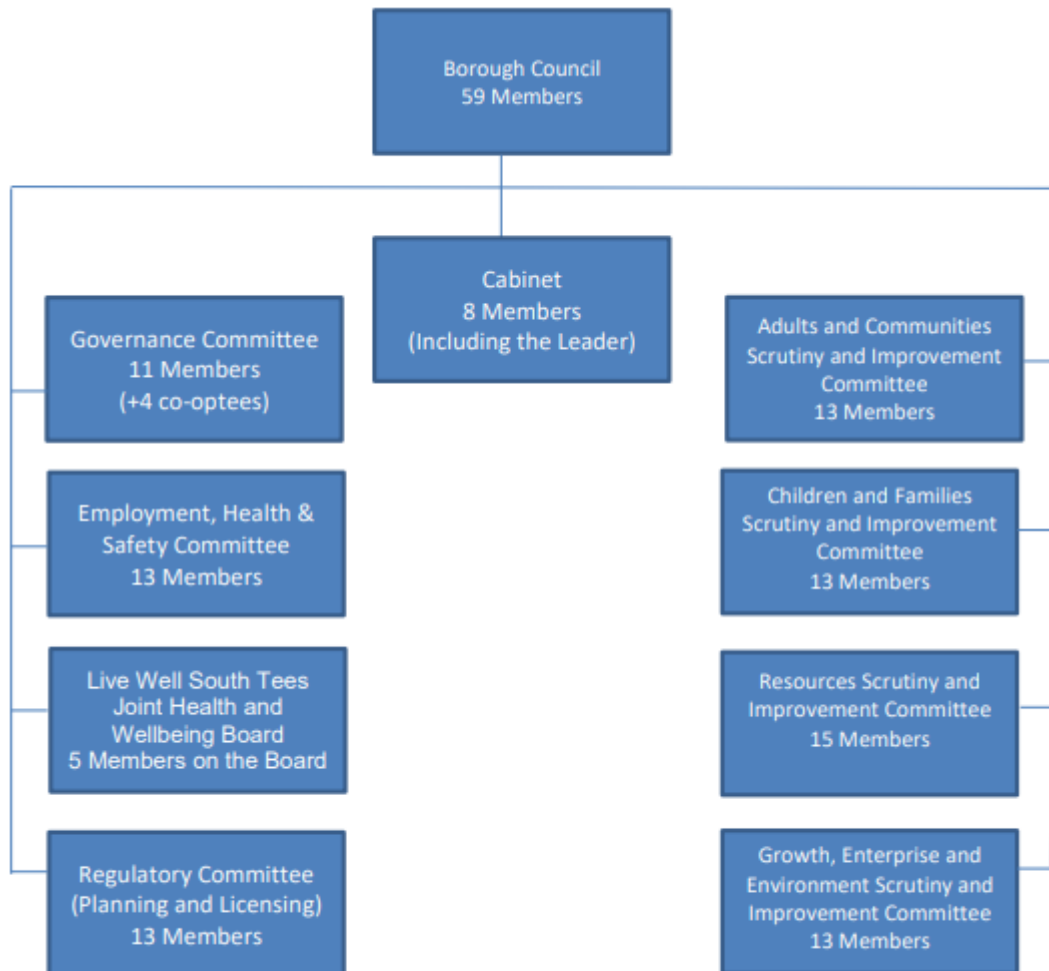 Borough Council
59 Members
Cabinet
8 Members
(Including the Leader)
Governance Committee
11 Members
(+4 co-optees)
Employment, Health &
Safety Committee
13 Members
Live Well South Tees
Joint Health and
Wellbeing Board
5 Members on the Board
Regulatory Committee
(Planning and Licensing)
13 Members
Adults and Communities
Scrutiny and Improvement
Committee
13 Members
Children and Families
Scrutiny and Improvement
Committee
13 Members
Resources Scrutiny and
Improvement Committee
15 Members
Growth, Enterprise and
Environment Scrutiny and
Improvement Committee
13 Members